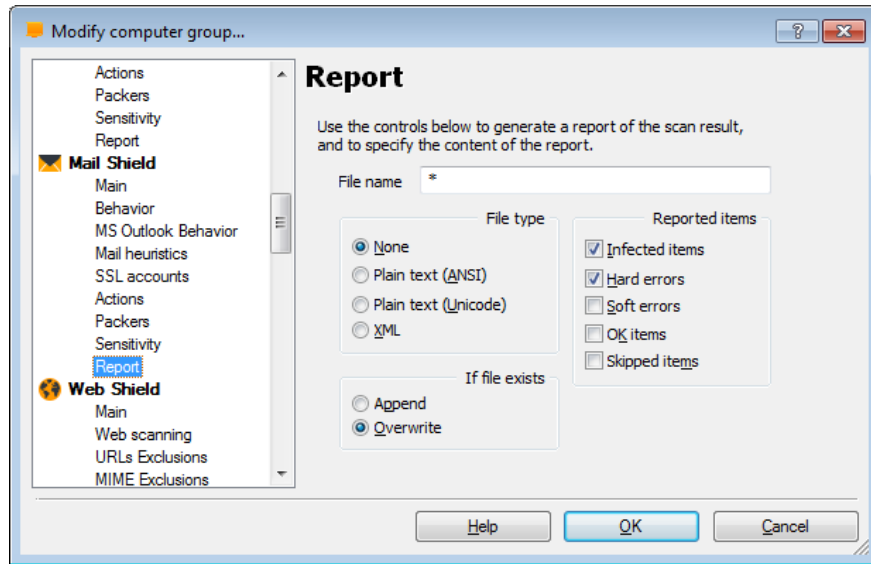 Modify computer group...
Actions
Packers
Sensitivity
Report
Mail Shield
Main
Behavior
MS Outlook Behavior
Mail heuristics
SSL accounts
Actions
Packers
Sensitivity
Report
Web Shield
Main
Web scanning
URLs Exclusions
MIME Exclusions
Report
Use the controls below to generate a report of the scan result,
and to specify the content of the report.
File name *
File type
None
Plain text (ANSI)
Plain text (Unicode)
XML
If file exists
Append
Overwrite
Reported items
Infected items
Hard errors
Soft errors
OK items
Skipped items
Help OK Cancel